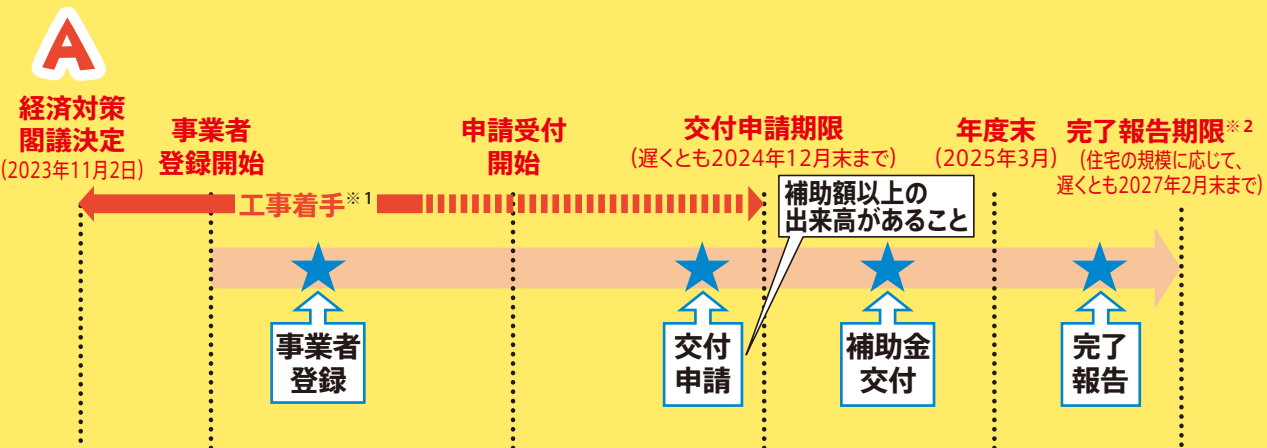 A
経済対策
閣議決定
(2023年11月2日)
事業者
登録開始
申請受付
開始
交付申請期限
(遅くとも2024年12月末まで)
年度末
(2025年3月)
完了報告期限※2
(住宅の規模に応じて、
遅くとも2027年2月末まで)
工事着手※1
補助額以上の
出来高があること
事業者
登録
交付
申請
補助金
交付
完了
報告